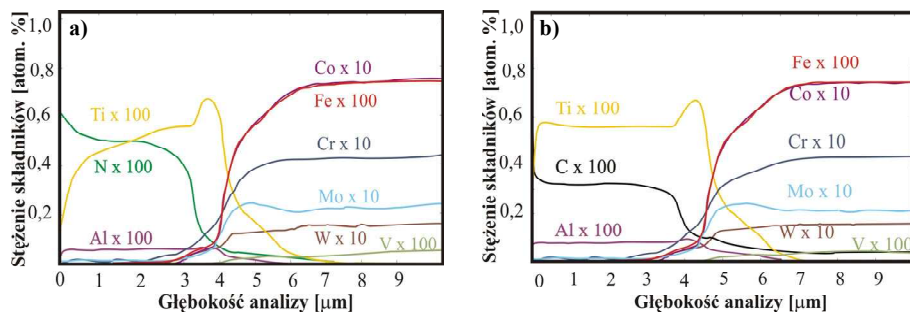 a)
Stężenie składników [atom. %]
1,0
0,8
0,6
0,4
0,2
Ti x 100
N x 100
Al x 100
Co x 10
Fe x 100
Cr x 10
Mo x 10
W x 10
V x 100
0 1 2 3 4 5 6 7 8 9
Głębokość analizy [μm]
b)
Stężenie składników [atom. %]
1,0
0,8
0,6
0,4
0,2
Ti x 100
C x 100
Al x 100
Fe x 100
Co x 10
Cr x 10
Mo x 10
W x 10
V x 100
0 1 2 3 4 5 6 7 8 9
Głębokość analizy [μm]